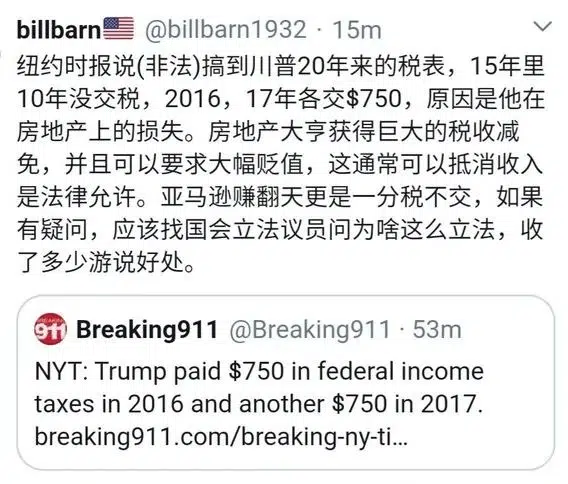 billbarn🇺🇸 @billbarn1932 · 15m
纽约时报说(非法)搞到川普20年来的税表，15年里
10年没交税，2016，17年各交$750，原因是他在
房地产上的损失。房地产大亨获得巨大的税收减
免，并且可以要求大幅贬值，这通常可以抵消收入
是法律允许。亚马逊赚翻天更是一分税不交，如果
有疑问，应该找国会立法议员问为啥这么立法，收
了多少游说好处。
BREAKING 911 Breaking911 @Breaking911 · 53m
NYT: Trump paid $750 in federal income
taxes in 2016 and another $750 in 2017.
breaking911.com/breaking-ny-ti...